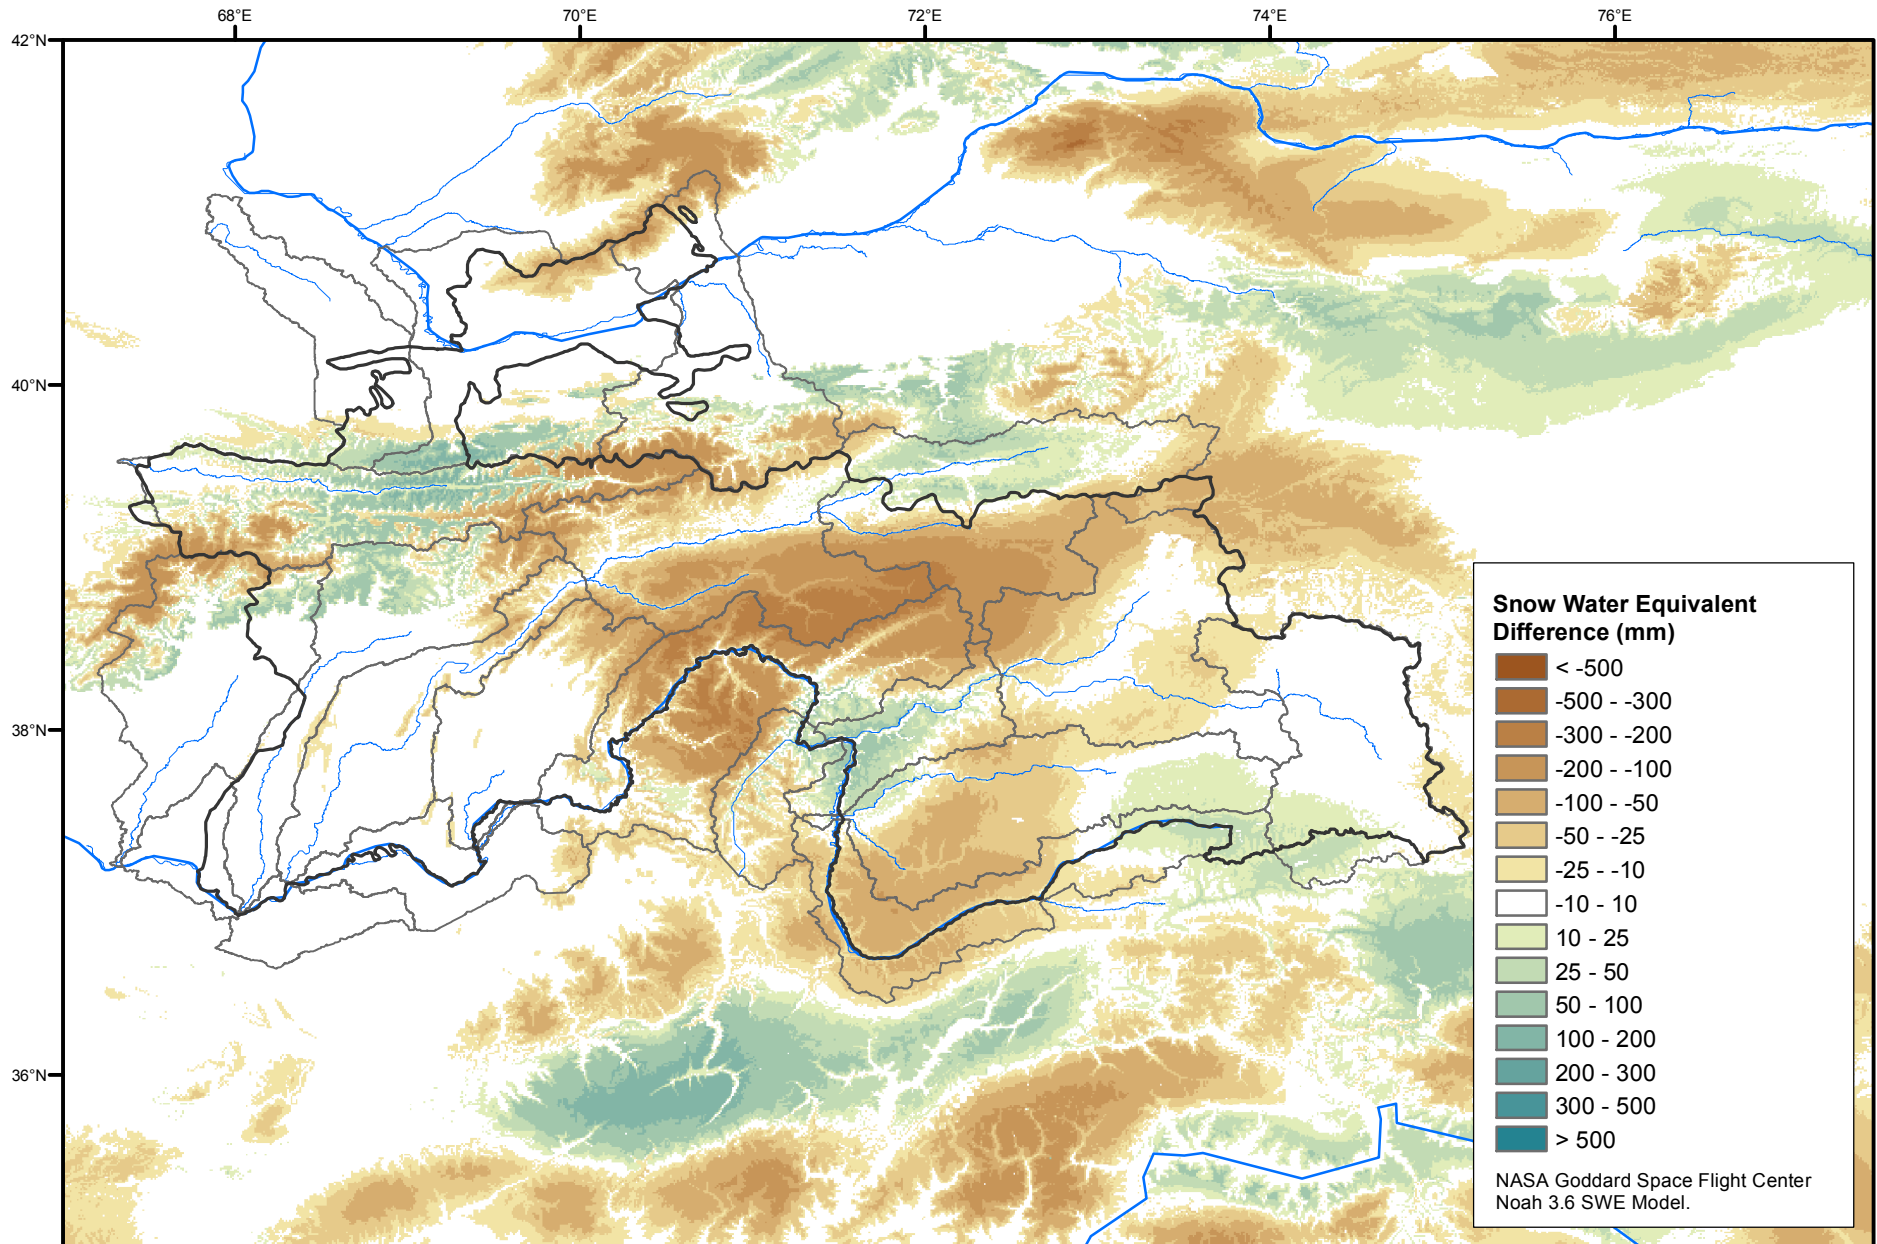 68°E
70°E
72°E
74°E
76°E
42°N
40°N
38°N
36°N
Snow Water Equivalent
Difference (mm)
< -500
-500 - -300
-300 - -200
-200 - -100
-100 - -50
-50 - -25
-25 - -10
-10 - 10
10 - 25
25 - 50
50 - 100
100 - 200
200 - 300
300 - 500
> 500
NASA Goddard Space Flight Center
Noah 3.6 SWE Model.